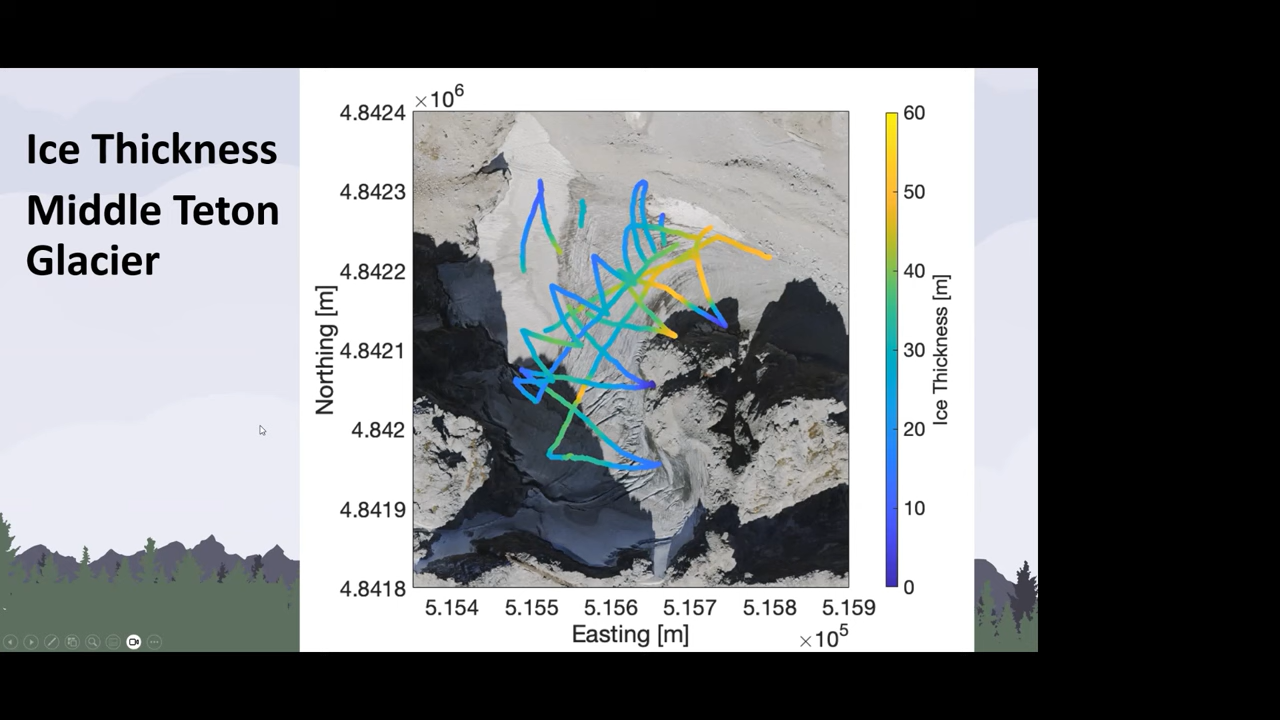 Ice Thickness
Middle Teton
Glacier
×10⁶
4.8424
4.8423
4.8422
4.8421
4.842
4.8419
4.8418
Northing [m]
5.154 5.155 5.156 5.157 5.158 5.159
Easting [m]
×10⁵
60
50
40
30
20
10
0
Ice Thickness [m]